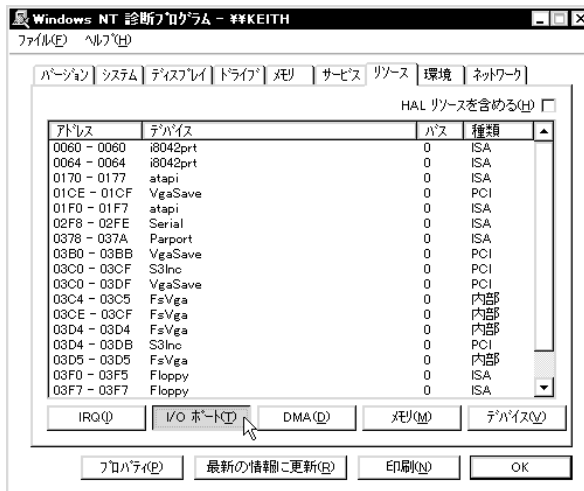 Windows NT 診断ﾌﾟﾛｸﾞﾗﾑ - ¥¥KEITH
ﾌｧｲﾙ(F) ﾍﾙﾌﾟ(H)
ﾊﾞｰｼﾞｮﾝ ｼｽﾃﾑ ﾃﾞｨｽﾌﾟﾚｲ ﾄﾞﾗｲﾌﾞ ﾒﾓﾘ ｻｰﾋﾞｽ ﾘｿｰｽ 環境 ﾈｯﾄﾜｰｸ
HAL ﾘｿｰｽを含める(H)
ｱﾄﾞﾚｽ ﾃﾞﾊﾞｲｽ ﾊﾞｽ 種類
0060 - 0060 i8042prt 0 ISA
0064 - 0064 i8042prt 0 ISA
0170 - 0177 atapi 0 ISA
01CE - 01CF VgaSave 0 PCI
01F0 - 01F7 atapi 0 ISA
02F8 - 02FE Serial 0 ISA
0378 - 037A Parport 0 ISA
03B0 - 03BB VgaSave 0 PCI
03C0 - 03CF S3Inc 0 PCI
03C0 - 03DF VgaSave 0 PCI
03C4 - 03C5 FsVga 0 内部
03CE - 03CF FsVga 0 内部
03D4 - 03D4 FsVga 0 内部
03D4 - 03DB S3Inc 0 PCI
03D5 - 03D5 FsVga 0 内部
03F0 - 03F5 Floppy 0 ISA
03F7 - 03F7 Floppy 0 ISA
IRQ(I) I/O ﾎﾟｰﾄ(T) DMA(D) ﾒﾓﾘ(M) ﾃﾞﾊﾞｲｽ(V)
ﾌﾟﾛﾊﾟﾃｨ(P) 最新の情報に更新(R) 印刷(N) OK